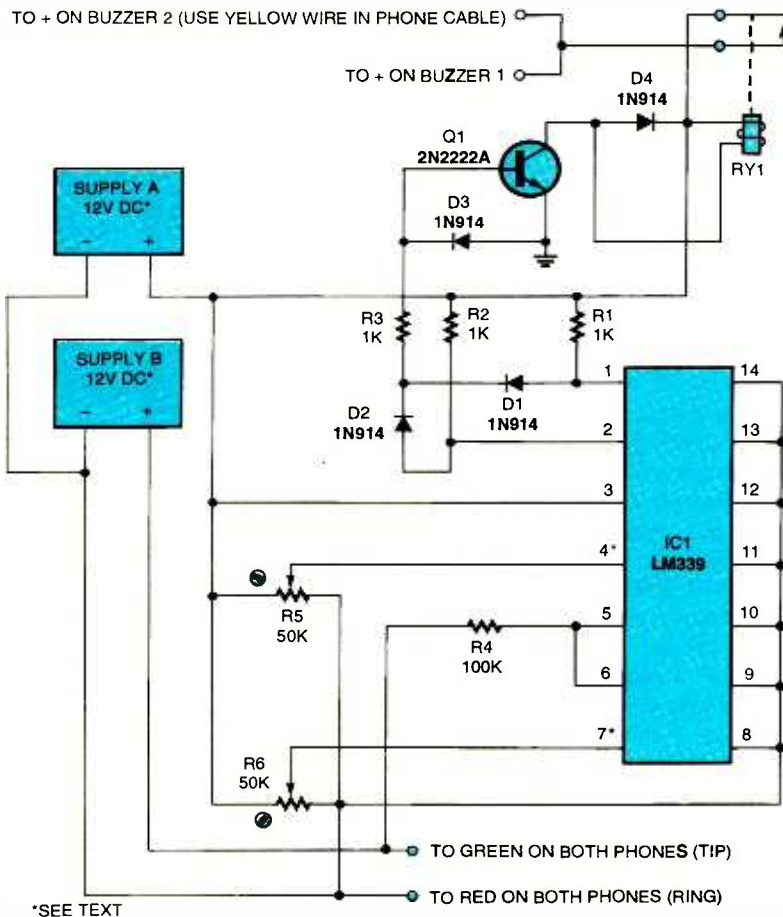 TO + ON BUZZER 2 (USE YELLOW WIRE IN PHONE CABLE)
TO + ON BUZZER 1
D4
1N914
Q1
2N2222A
RY1
SUPPLY A
12V DC*
- +
D3
1N914
R3
1K
R2
1K
R1
1K
SUPPLY B
12V DC*
- +
D2
1N914
D1
1N914
1
2
3
4*
5
6
7*
IC1
LM339
14
13
12
11
10
9
8
R5
50K
R4
100K
R6
50K
TO GREEN ON BOTH PHONES (TIP)
TO RED ON BOTH PHONES (RING)
*SEE TEXT